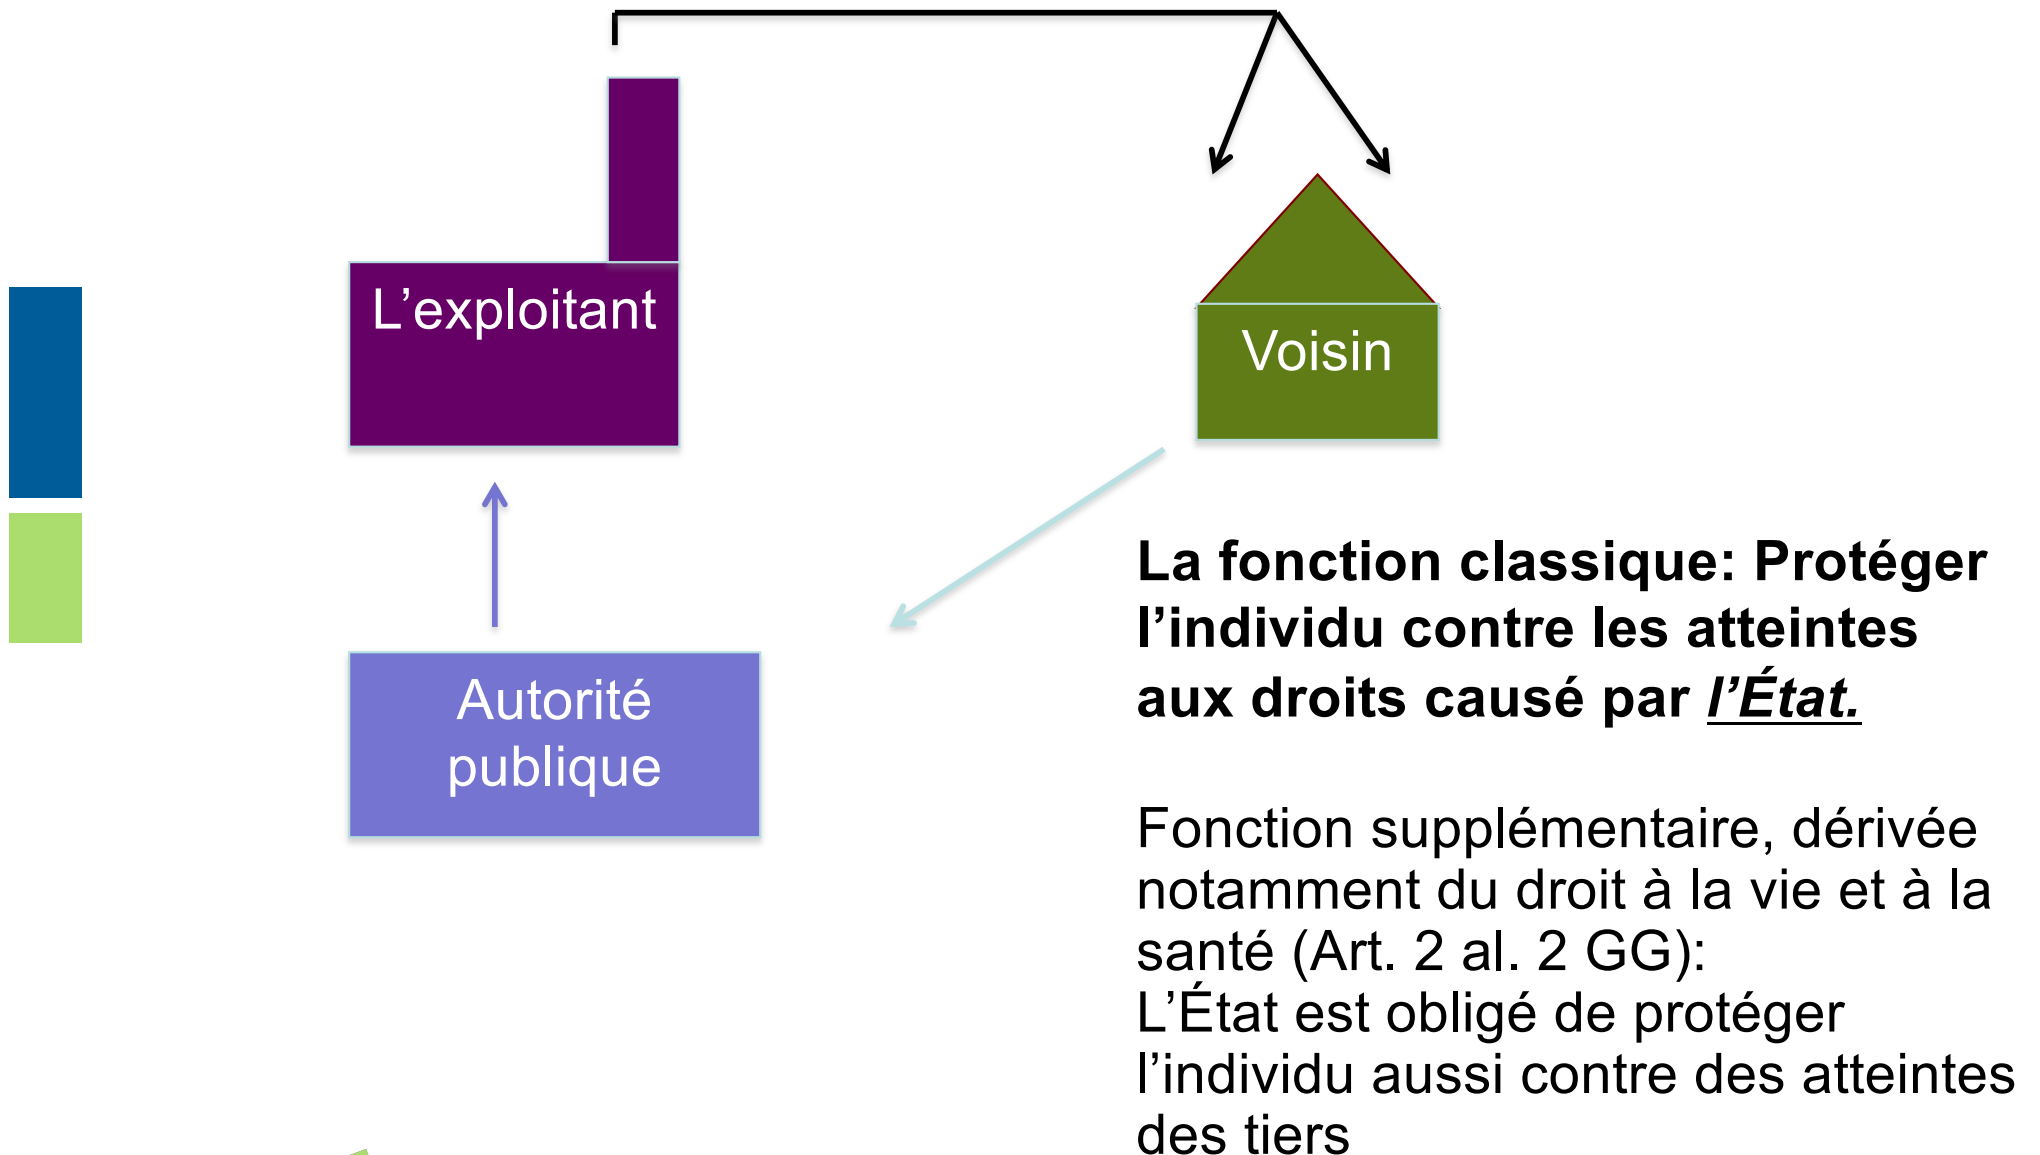 L’exploitant
Voisin
Autorité
publique
La fonction classique: Protéger
l’individu contre les atteintes
aux droits causé par l’État.
Fonction supplémentaire, dérivée
notamment du droit à la vie et à la
santé (Art. 2 al. 2 GG):
L’État est obligé de protéger
l’individu aussi contre des atteintes
des tiers